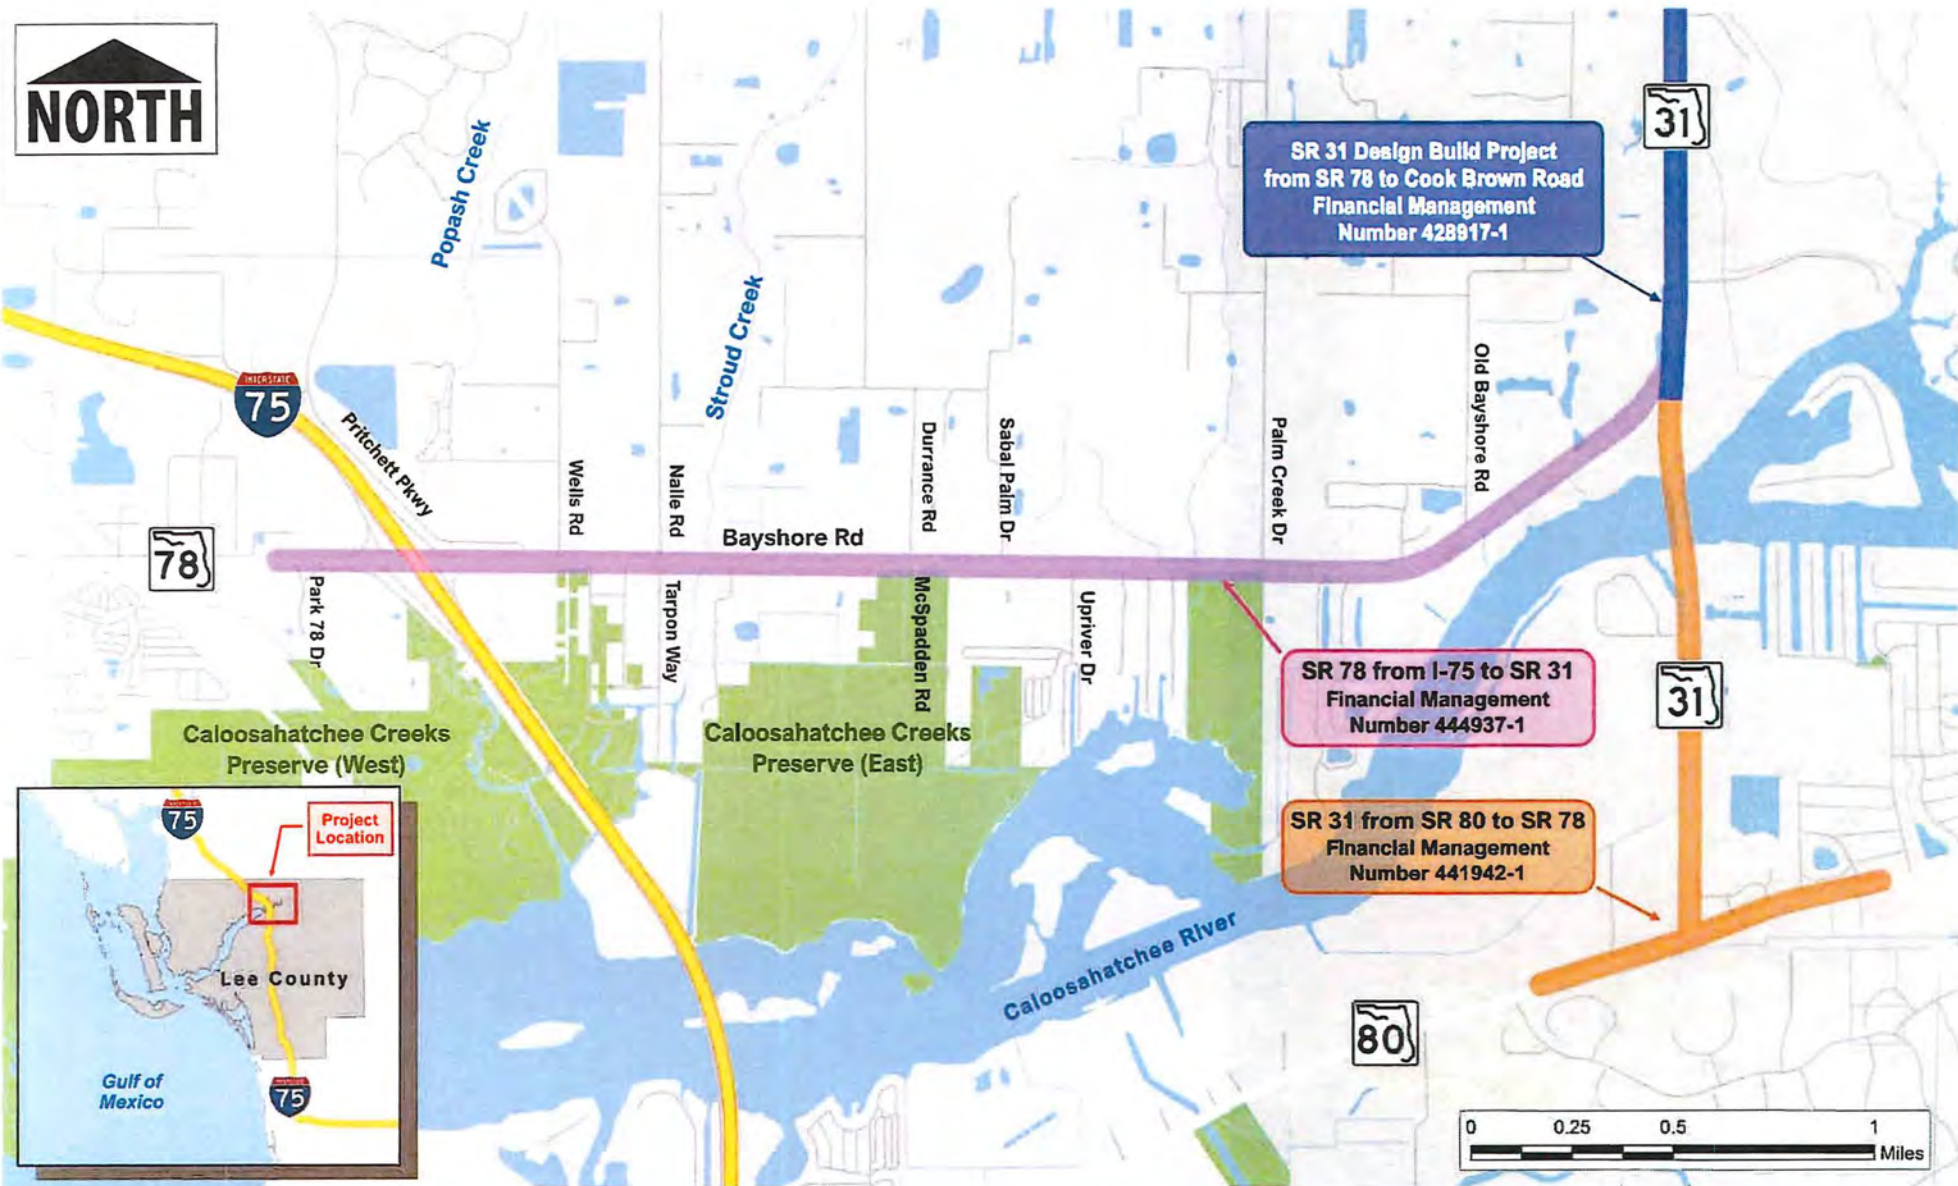 NORTH
Popash Creek
Stroud Creek
31
SR 31 Design Build Project
from SR 78 to Cook Brown Road
Financial Management
Number 428917-1
INTERSTATE
75
Pritchett Pkwy
Wells Rd
Nalle Rd
Durrance Rd
Sabal Palm Dr
Palm Creek Dr
Old Bayshore Rd
78
Bayshore Rd
Park 78 Dr
Tarpon Way
McSpadden Rd
Upriver Dr
SR 78 from I-75 to SR 31
Financial Management
Number 444937-1
31
Caloosahatchee Creeks
Preserve (West)
Caloosahatchee Creeks
Preserve (East)
SR 31 from SR 80 to SR 78
Financial Management
Number 441942-1
75
Project
Location
Lee County
Gulf of
Mexico
75
Caloosahatchee River
80
0 0.25 0.5 1
Miles